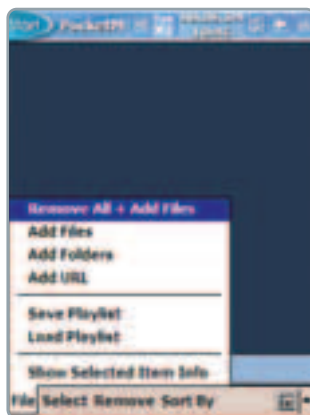 Start
Remove All + Add Files
Add Files
Add Folders
Add URL
Save Playlist
Load Playlist
Show Selected Item Info
File Select Remove Sort By